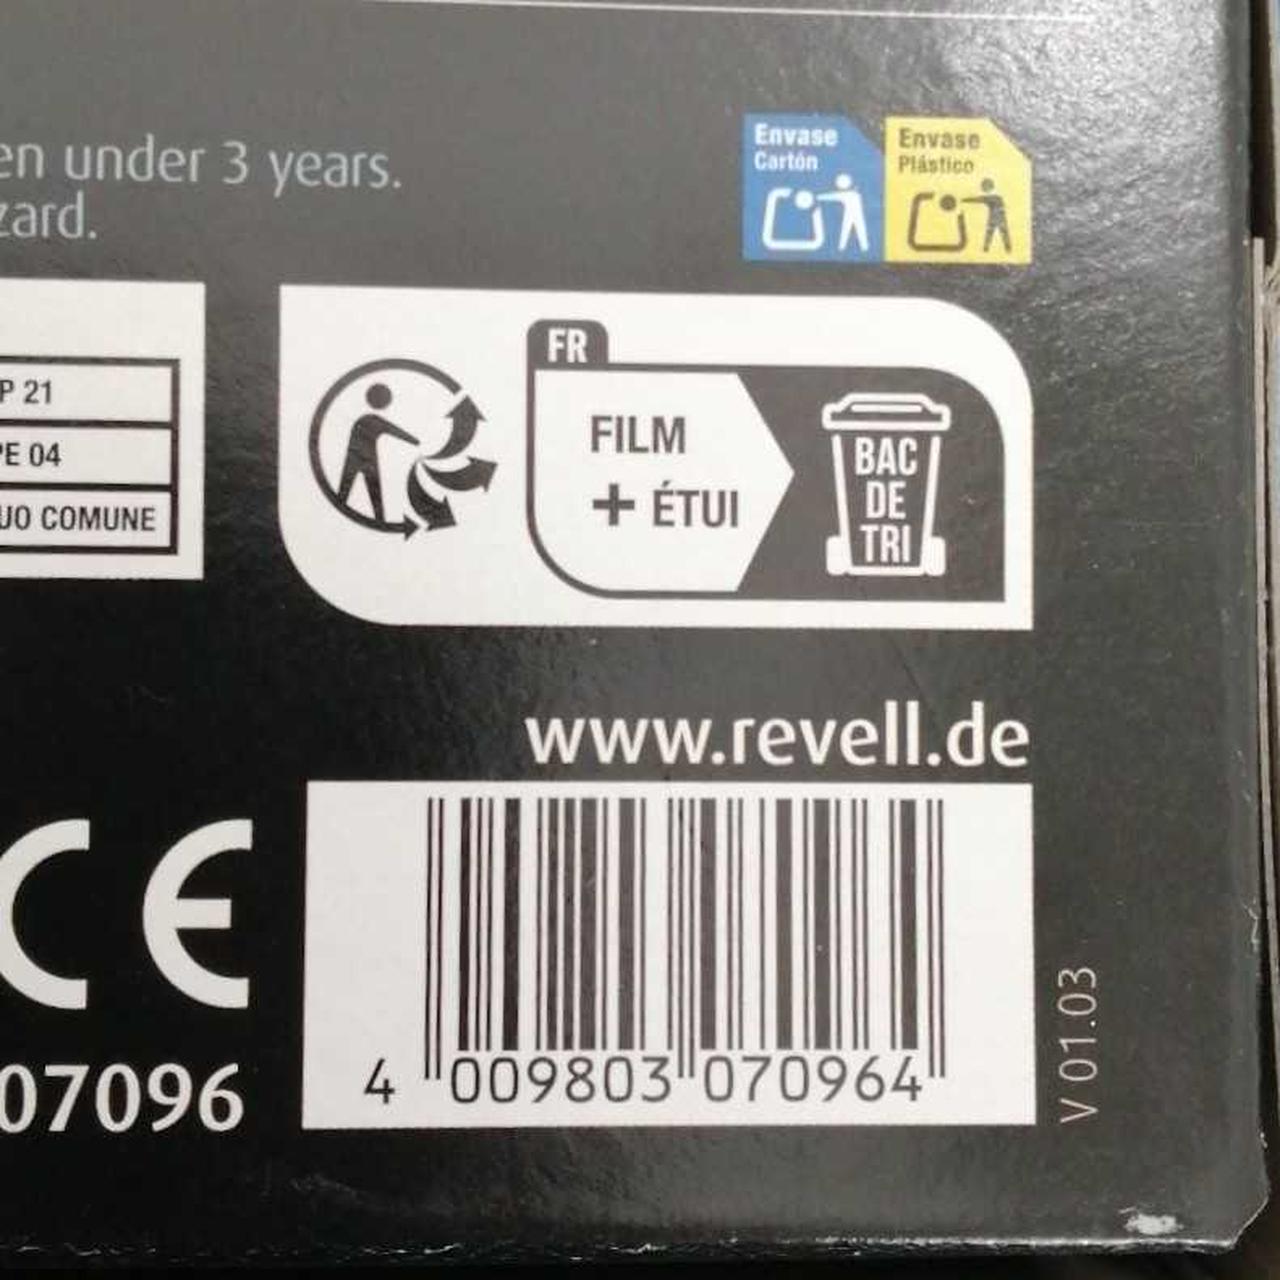 en under 3 years.
zard.
Envase
Cartón
Envase
Plástico
P 21
PE 04
UO COMUNE
FR
FILM
+ ÉTUI
BAC
DE
TRI
www.revell.de
CE
07096
4 009803 070964
V 01.03